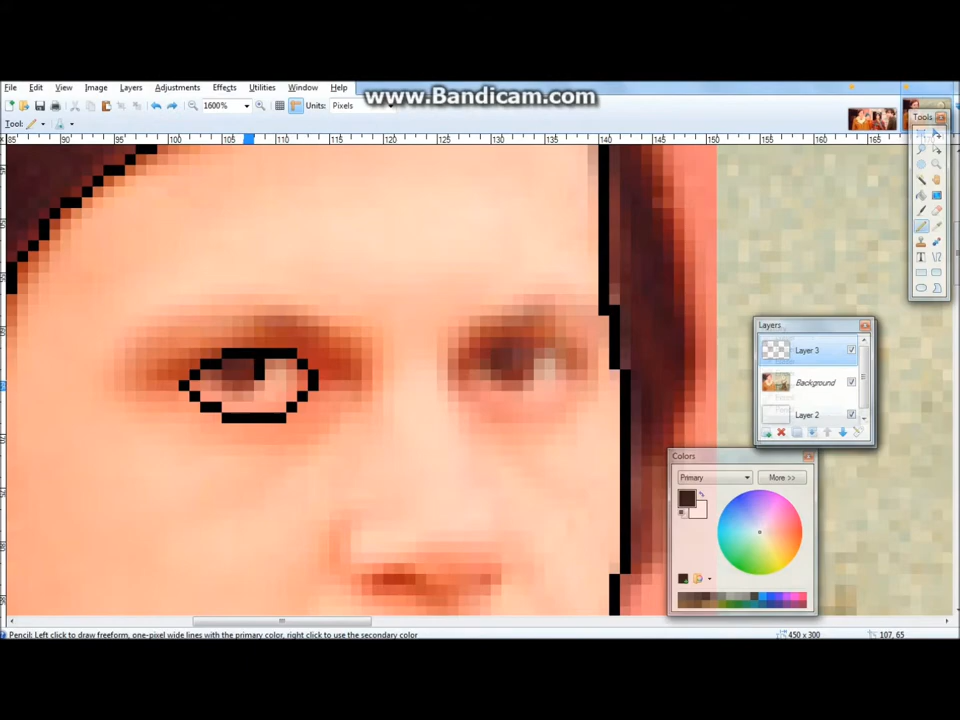 www.Bandicam.com
File Edit View Image Layers Adjustments Effects Utilities Window Help
1600% Units: Pixels
Tool:
85 95 100 105 110 115 120 125 130 135 140 145 150 155 160 165
Tools
Layers
Layer 3
Background
Layer 2
Colors
Primary More >>
Pencil: Left click to draw freeform, one-pixel wide lines with the primary color, right click to use the secondary color 450 x 300 107, 65